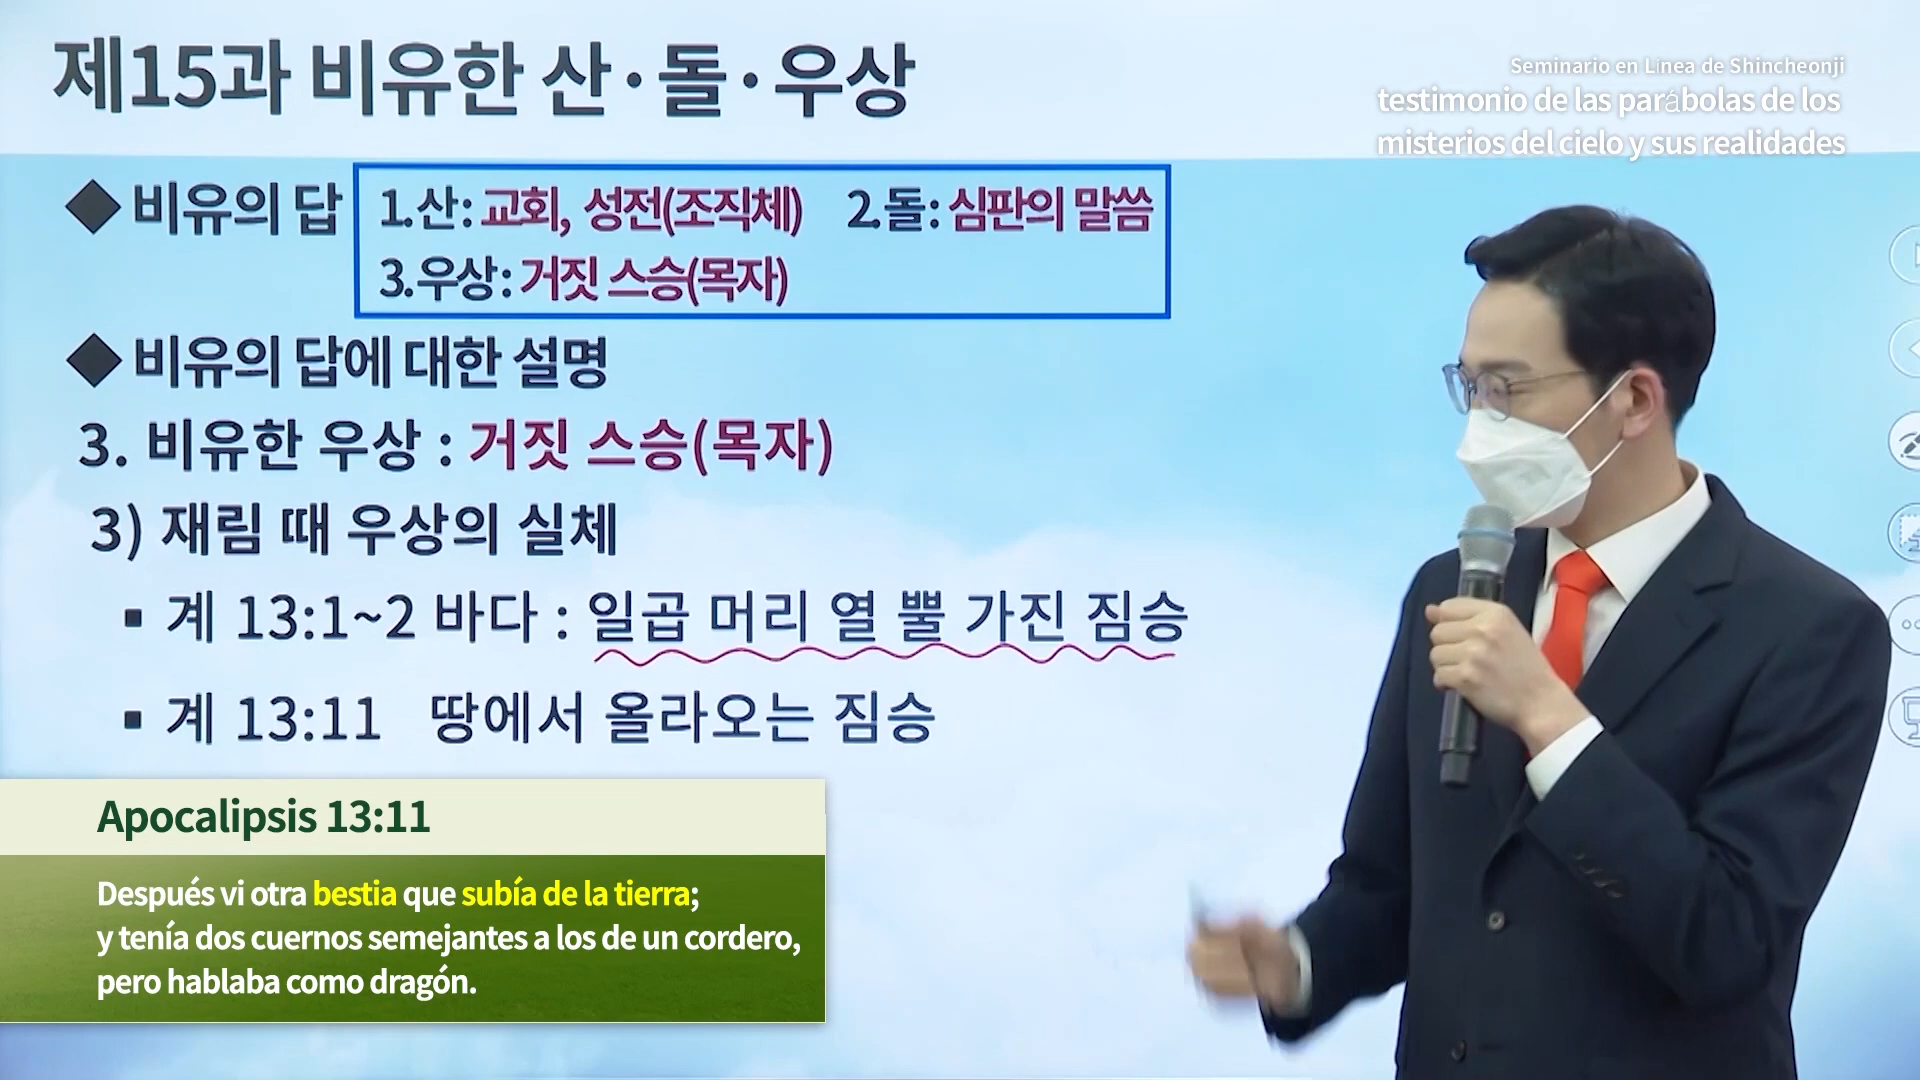 제15과 비유한 산·돌·우상
Seminario en Línea de Shincheonji
testimonio de las parábolas de los
misterios del cielo y sus realidades
◆ 비유의 답
1.산: 교회, 성전(조직체) 2.돌: 심판의 말씀
3.우상: 거짓 스승(목자)
◆ 비유의 답에 대한 설명
3. 비유한 우상 : 거짓 스승(목자)
3) 재림 때 우상의 실체
▪ 계 13:1~2 바다 : 일곱 머리 열 뿔 가진 짐승
▪ 계 13:11 땅에서 올라오는 짐승
Apocalipsis 13:11
Después vi otra bestia que subía de la tierra;
y tenía dos cuernos semejantes a los de un cordero,
pero hablaba como dragón.